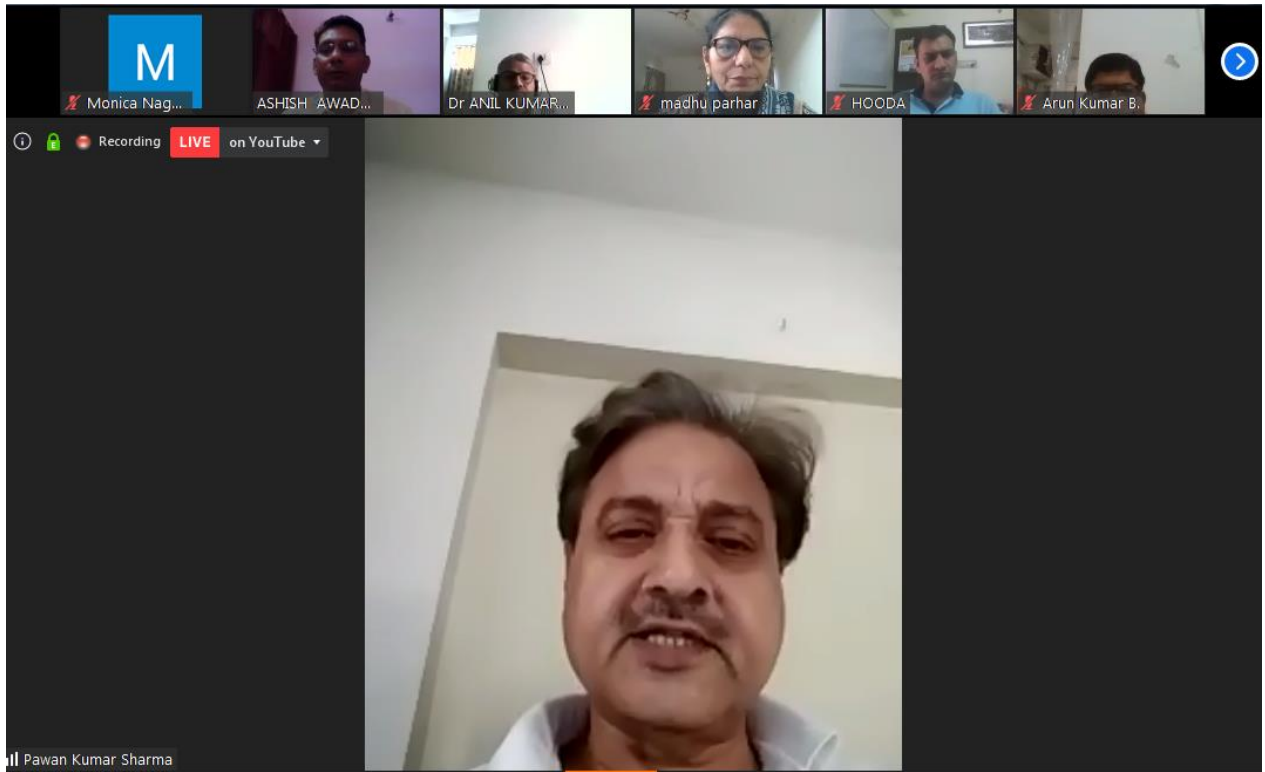 M
Monica Nag...
ASHISH AWAD...
Dr ANIL KUMAR...
madhu parhar
HOODA
Arun Kumar B.
Recording LIVE on YouTube
Pawan Kumar Sharma